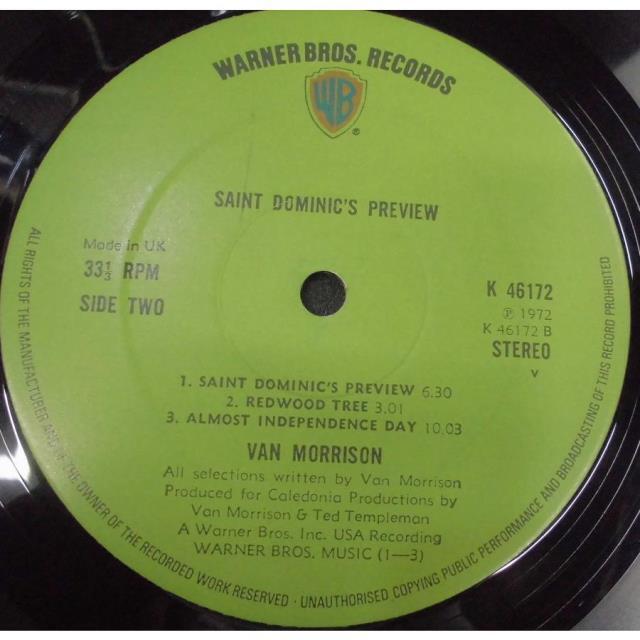 WARNER BROS. RECORDS
WB
®
SAINT DOMINIC'S PREVIEW
Made in UK
33⅓ RPM
SIDE TWO
K 46172
℗ 1972
K 46172 B
STEREO
V
1. SAINT DOMINIC'S PREVIEW 6.30
2. REDWOOD TREE 3.01
3. ALMOST INDEPENDENCE DAY 10.03
VAN MORRISON
All selections written by Van Morrison
Produced for Caledonia Productions by
Van Morrison & Ted Templeman
A Warner Bros. Inc. USA Recording
WARNER BROS. MUSIC (1—3)
ALL RIGHTS OF THE MANUFACTURER AND OF THE OWNER OF THE RECORDED WORK RESERVED · UNAUTHORISED COPYING PUBLIC PERFORMANCE AND BROADCASTING OF THIS RECORD PROHIBITED